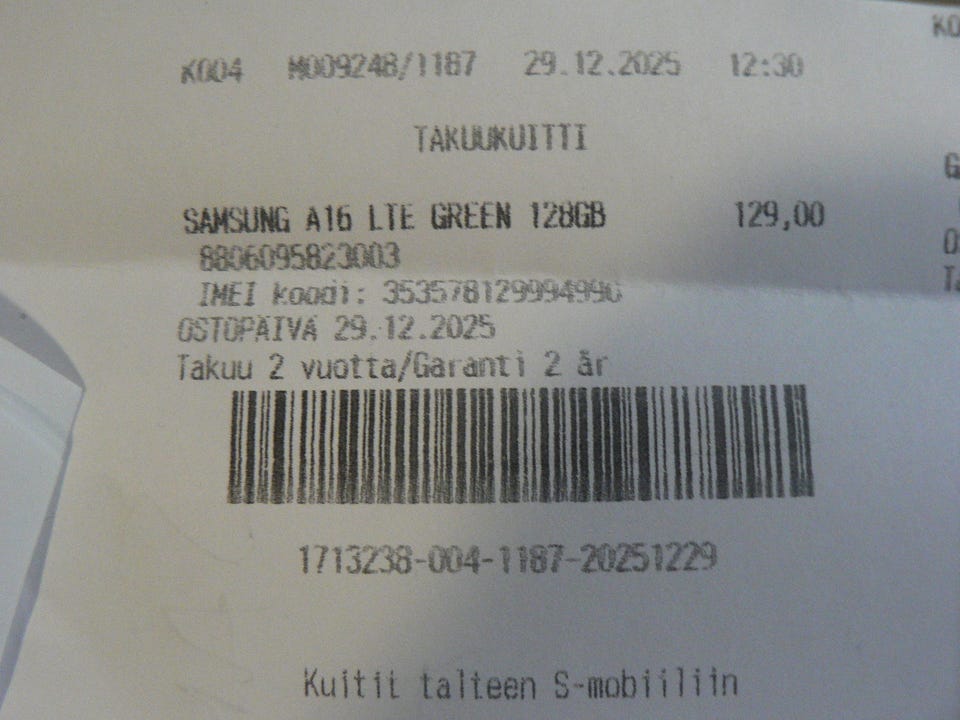 K004 M009248/1187 29.12.2025 12:30
TAKUUKUITTI
SAMSUNG A16 LTE GREEN 128GB 129,00
8806095823003
IMEI koodi: 353578129994990
OSTOPÄIVÄ 29.12.2025
Takuu 2 vuotta/Garanti 2 år
1713238-004-1187-20251229
Kuitit talteen S-mobiiliin